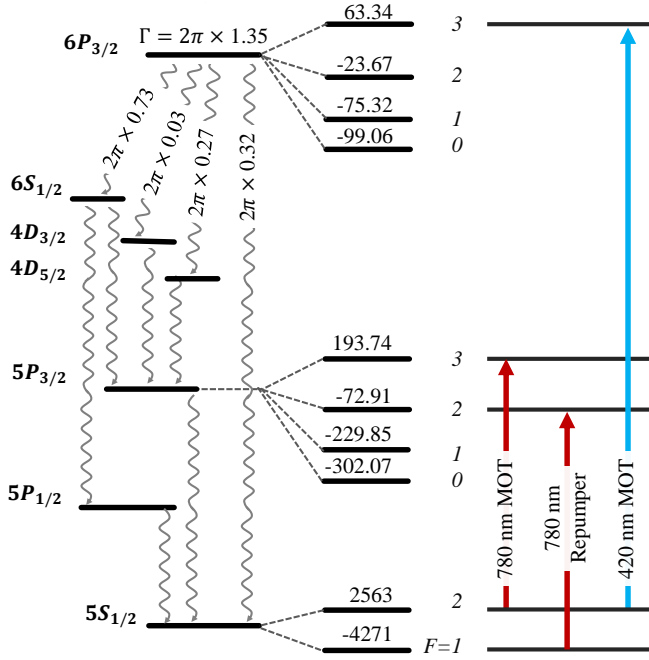 6P3/2
Γ = 2π × 1.35
63.34
3
-23.67
2
-75.32
1
-99.06
0
2π × 0.73
2π × 0.03
2π × 0.27
2π × 0.32
6S1/2
4D3/2
4D5/2
5P3/2
193.74
3
-72.91
2
-229.85
1
-302.07
0
780 nm MOT
780 nm
Repumper
420 nm MOT
5P1/2
5S1/2
2563
2
-4271
F=1